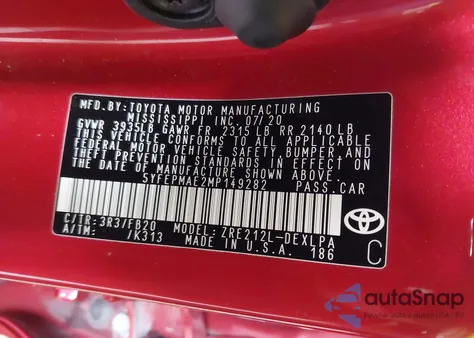 MFD.BY:TOYOTA MOTOR MANUFACTURING
MISSISSIPPI INC. 07/20
GVWR 3935LB GAWR FR 2315 LB RR 2140 LB
THIS VEHICLE CONFORMS TO ALL APPLICABLE
FEDERAL MOTOR VEHICLE SAFETY, BUMPER, AND
THEFT PREVENTION STANDARDS IN EFFECT ON
THE DATE OF MANUFACTURE SHOWN ABOVE.
5YFEPMAE2MP149282 PASS.CAR
C/TR:3R3/FB20 MODEL:ZRE212L-DEXLPA
A/TM: /K313 MADE IN U.S.A. 186
TOYOTA
C
autoSnap